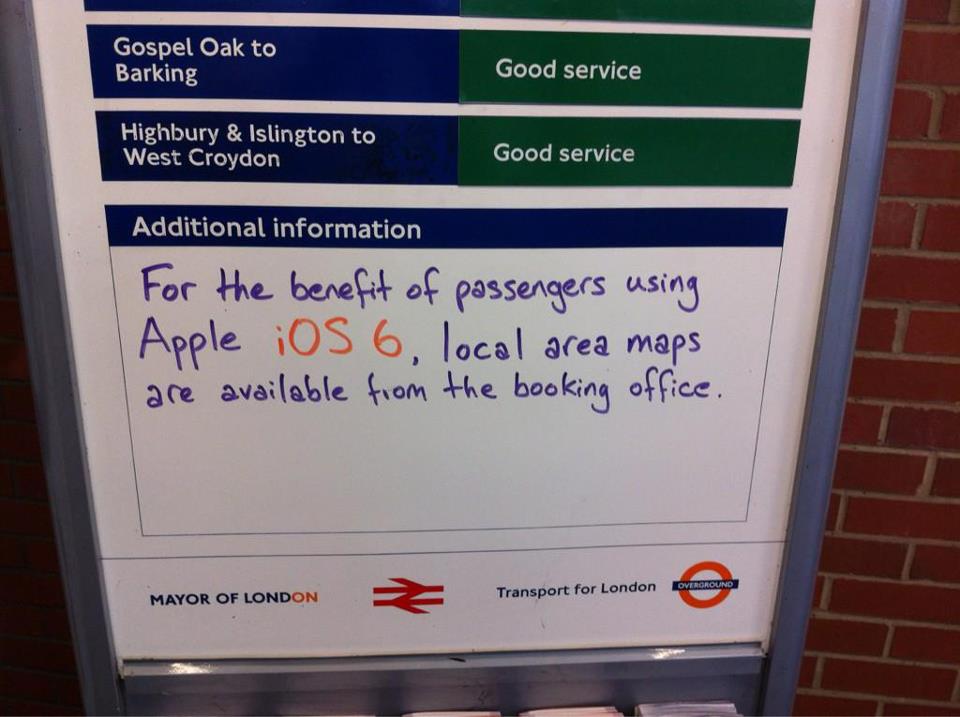 Gospel Oak to
Barking
Good service
Highbury & Islington to
West Croydon
Good service
Additional information
For the benefit of passengers using
Apple iOS 6, local area maps
are available from the booking office.
MAYOR OF LONDON
Transport for London
OVERGROUND